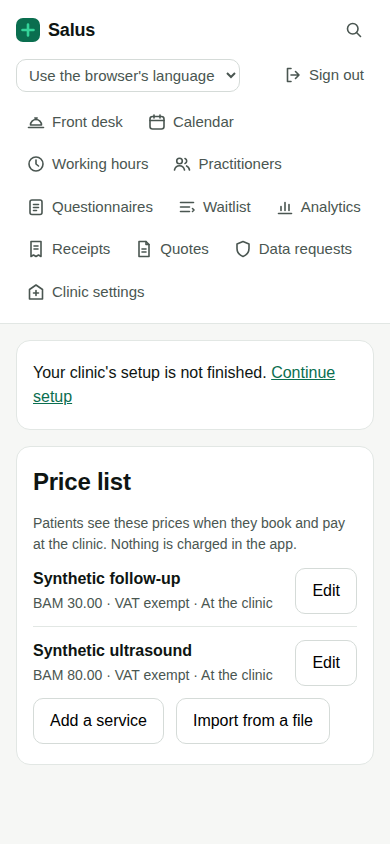 Salus
Use the browser's language
Sign out
Front desk
Calendar
Working hours
Practitioners
Questionnaires
Waitlist
Analytics
Receipts
Quotes
Data requests
Clinic settings
Your clinic's setup is not finished. Continue
setup
Price list
Patients see these prices when they book and pay
at the clinic. Nothing is charged in the app.
Synthetic follow-up
BAM 30.00 · VAT exempt · At the clinic
Edit
Synthetic ultrasound
BAM 80.00 · VAT exempt · At the clinic
Edit
Add a service
Import from a file